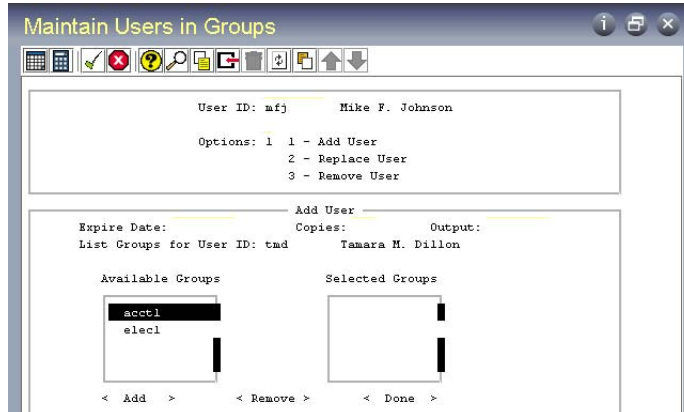 Maintain Users in Groups
User ID: mfj Mike F. Johnson
Options: 1 1 - Add User
2 - Replace User
3 - Remove User
Add User
Expire Date: Copies: Output:
List Groups for User ID: tmd Tamara M. Dillon
Available Groups Selected Groups
acctl
elecl
< Add > < Remove > < Done >